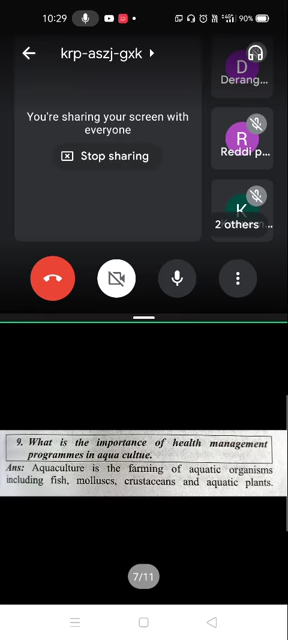 10:29
90%
krp-aszj-gxk
D
Derang...
You're sharing your screen with
everyone
Stop sharing
R
Reddi p...
K
2 others
9. What is the importance of health management
programmes in aqua cultue.
Ans: Aquaculture is the farming of aquatic organisms
including fish, molluscs, crustaceans and aquatic plants.
7/11